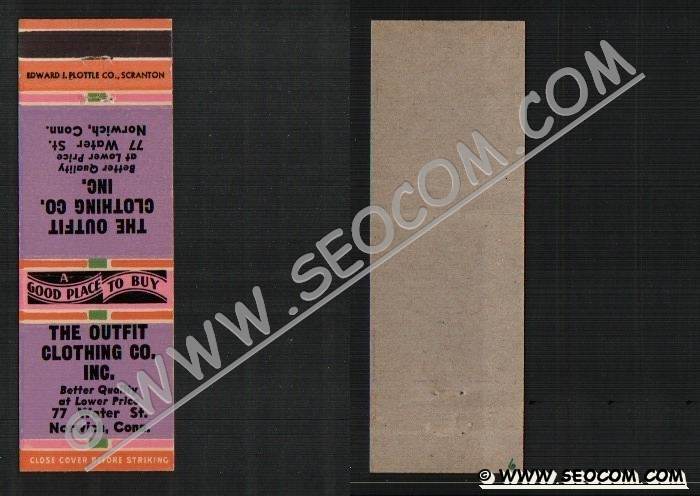 EDWARD I. PLOTTLE CO., SCRANTON
THE OUTFIT
CLOTHING CO.
INC.
Better Quality
at Lower Price
77 Water St.
Norwich, Conn.
A
GOOD PLACE TO BUY
THE OUTFIT
CLOTHING CO.
INC.
Better Quality
at Lower Price
77 Water St.
Norwich, Conn.
CLOSE COVER BEFORE STRIKING
© WWW.SEOCOM.COM
6
© WWW.SEOCOM.COM